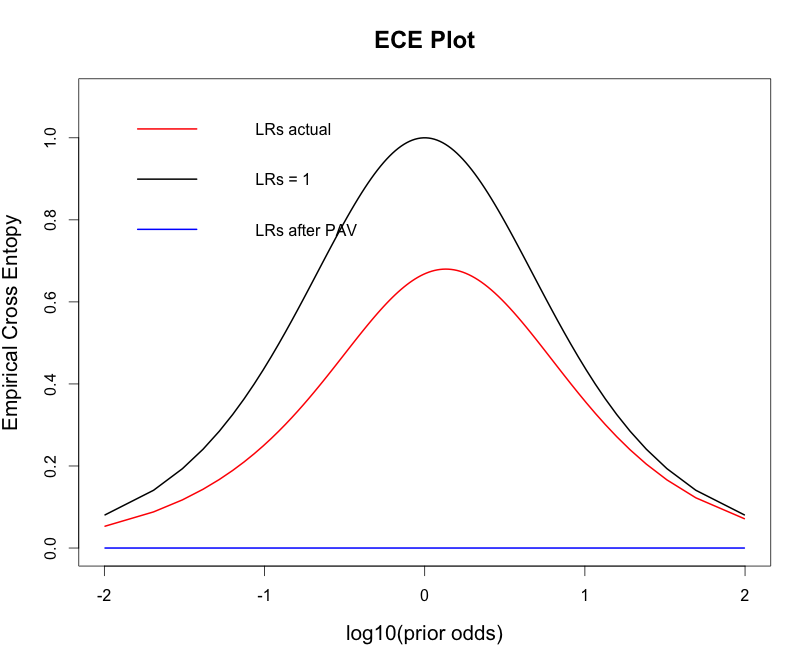 ECE Plot
LRs actual
LRs = 1
LRs after PAV
Empirical Cross Entopy
0.0
0.2
0.4
0.6
0.8
1.0
-2
-1
0
1
2
log10(prior odds)